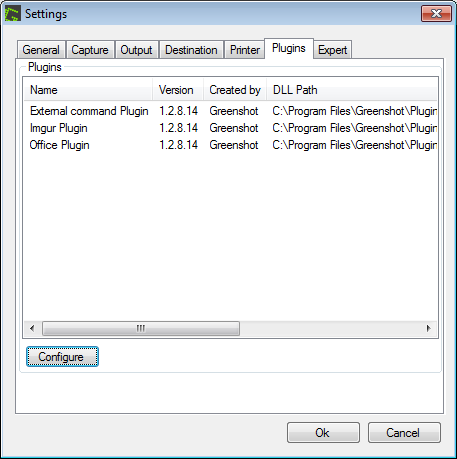 Settings
General Capture Output Destination Printer Plugins Expert
Plugins
Name Version Created by DLL Path
External command Plugin 1.2.8.14 Greenshot C:\Program Files\Greenshot\Plugin
Imgur Plugin 1.2.8.14 Greenshot C:\Program Files\Greenshot\Plugin
Office Plugin 1.2.8.14 Greenshot C:\Program Files\Greenshot\Plugin
Configure
Ok Cancel